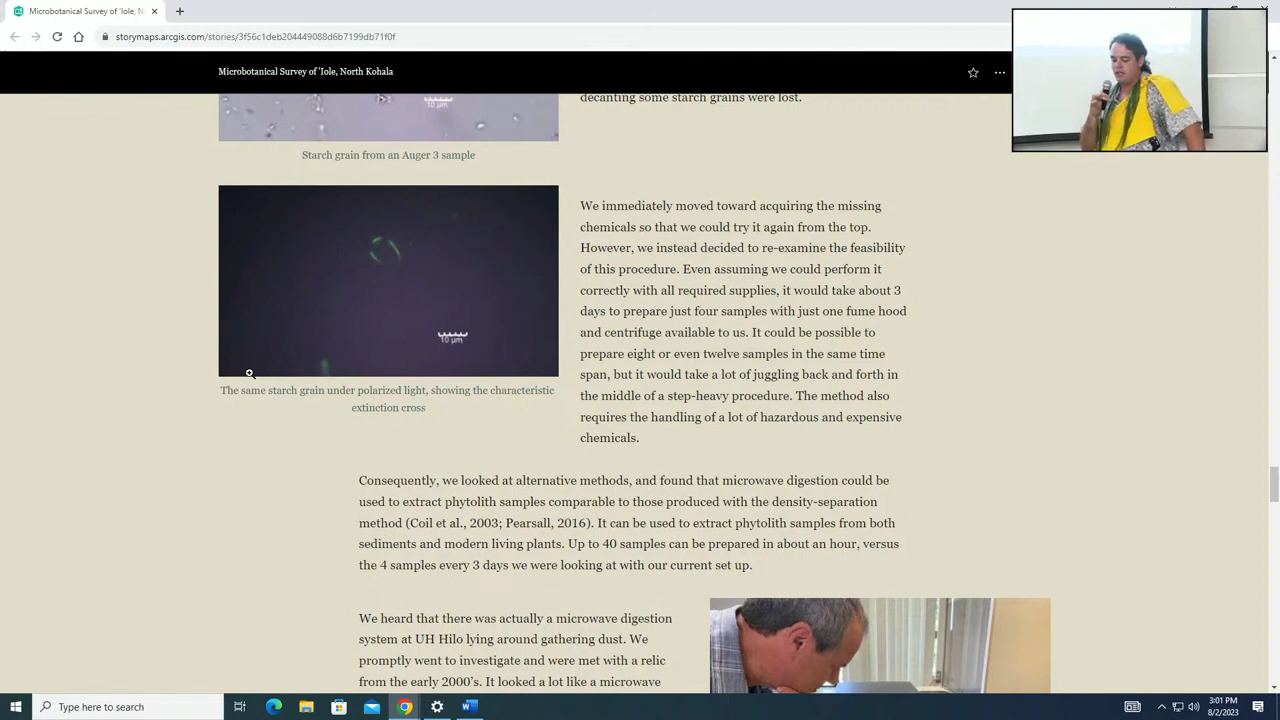 Microbotanical Survey of 'Iole, N
storymaps.arcgis.com/stories/3f56c1deb204449088d6b7199db71f0f
Microbotanical Survey of 'Iole, North Kohala
decanting some starch grains were lost.
10 µm
Starch grain from an Auger 3 sample
10 µm
The same starch grain under polarized light, showing the characteristic
extinction cross
We immediately moved toward acquiring the missing
chemicals so that we could try it again from the top.
However, we instead decided to re-examine the feasibility
of this procedure. Even assuming we could perform it
correctly with all required supplies, it would take about 3
days to prepare just four samples with just one fume hood
and centrifuge available to us. It could be possible to
prepare eight or even twelve samples in the same time
span, but it would take a lot of juggling back and forth in
the middle of a step-heavy procedure. The method also
requires the handling of a lot of hazardous and expensive
chemicals.
Consequently, we looked at alternative methods, and found that microwave digestion could be
used to extract phytolith samples comparable to those produced with the density-separation
method (Coil et al., 2003; Pearsall, 2016). It can be used to extract phytolith samples from both
sediments and modern living plants. Up to 40 samples can be prepared in about an hour, versus
the 4 samples every 3 days we were looking at with our current set up.
We heard that there was actually a microwave digestion
system at UH Hilo lying around gathering dust. We
promptly went to investigate and were met with a relic
from the early 2000's. It looked a lot like a microwave
Type here to search
3:01 PM
8/2/2023